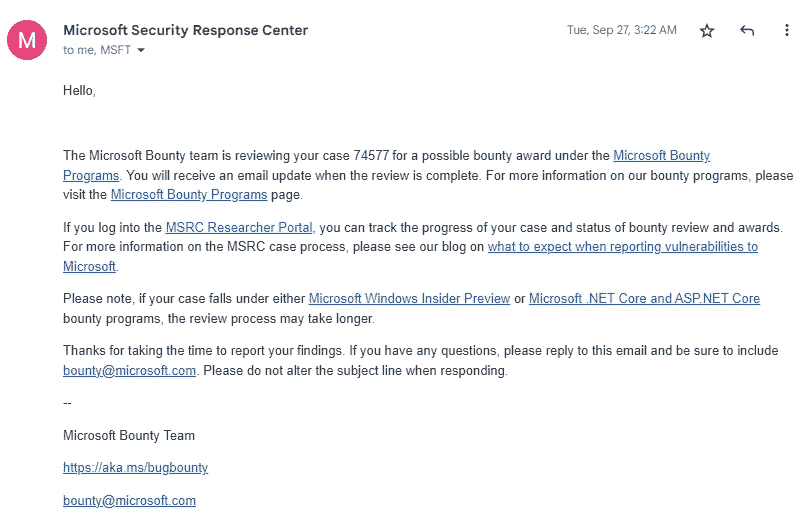 M
Microsoft Security Response Center
Tue, Sep 27, 3:22 AM
to me, MSFT
Hello,
The Microsoft Bounty team is reviewing your case 74577 for a possible bounty award under the Microsoft Bounty
Programs. You will receive an email update when the review is complete. For more information on our bounty programs, please
visit the Microsoft Bounty Programs page.
If you log into the MSRC Researcher Portal, you can track the progress of your case and status of bounty review and awards.
For more information on the MSRC case process, please see our blog on what to expect when reporting vulnerabilities to
Microsoft.
Please note, if your case falls under either Microsoft Windows Insider Preview or Microsoft .NET Core and ASP.NET Core
bounty programs, the review process may take longer.
Thanks for taking the time to report your findings. If you have any questions, please reply to this email and be sure to include
bounty@microsoft.com. Please do not alter the subject line when responding.
--
Microsoft Bounty Team
https://aka.ms/bugbounty
bounty@microsoft.com